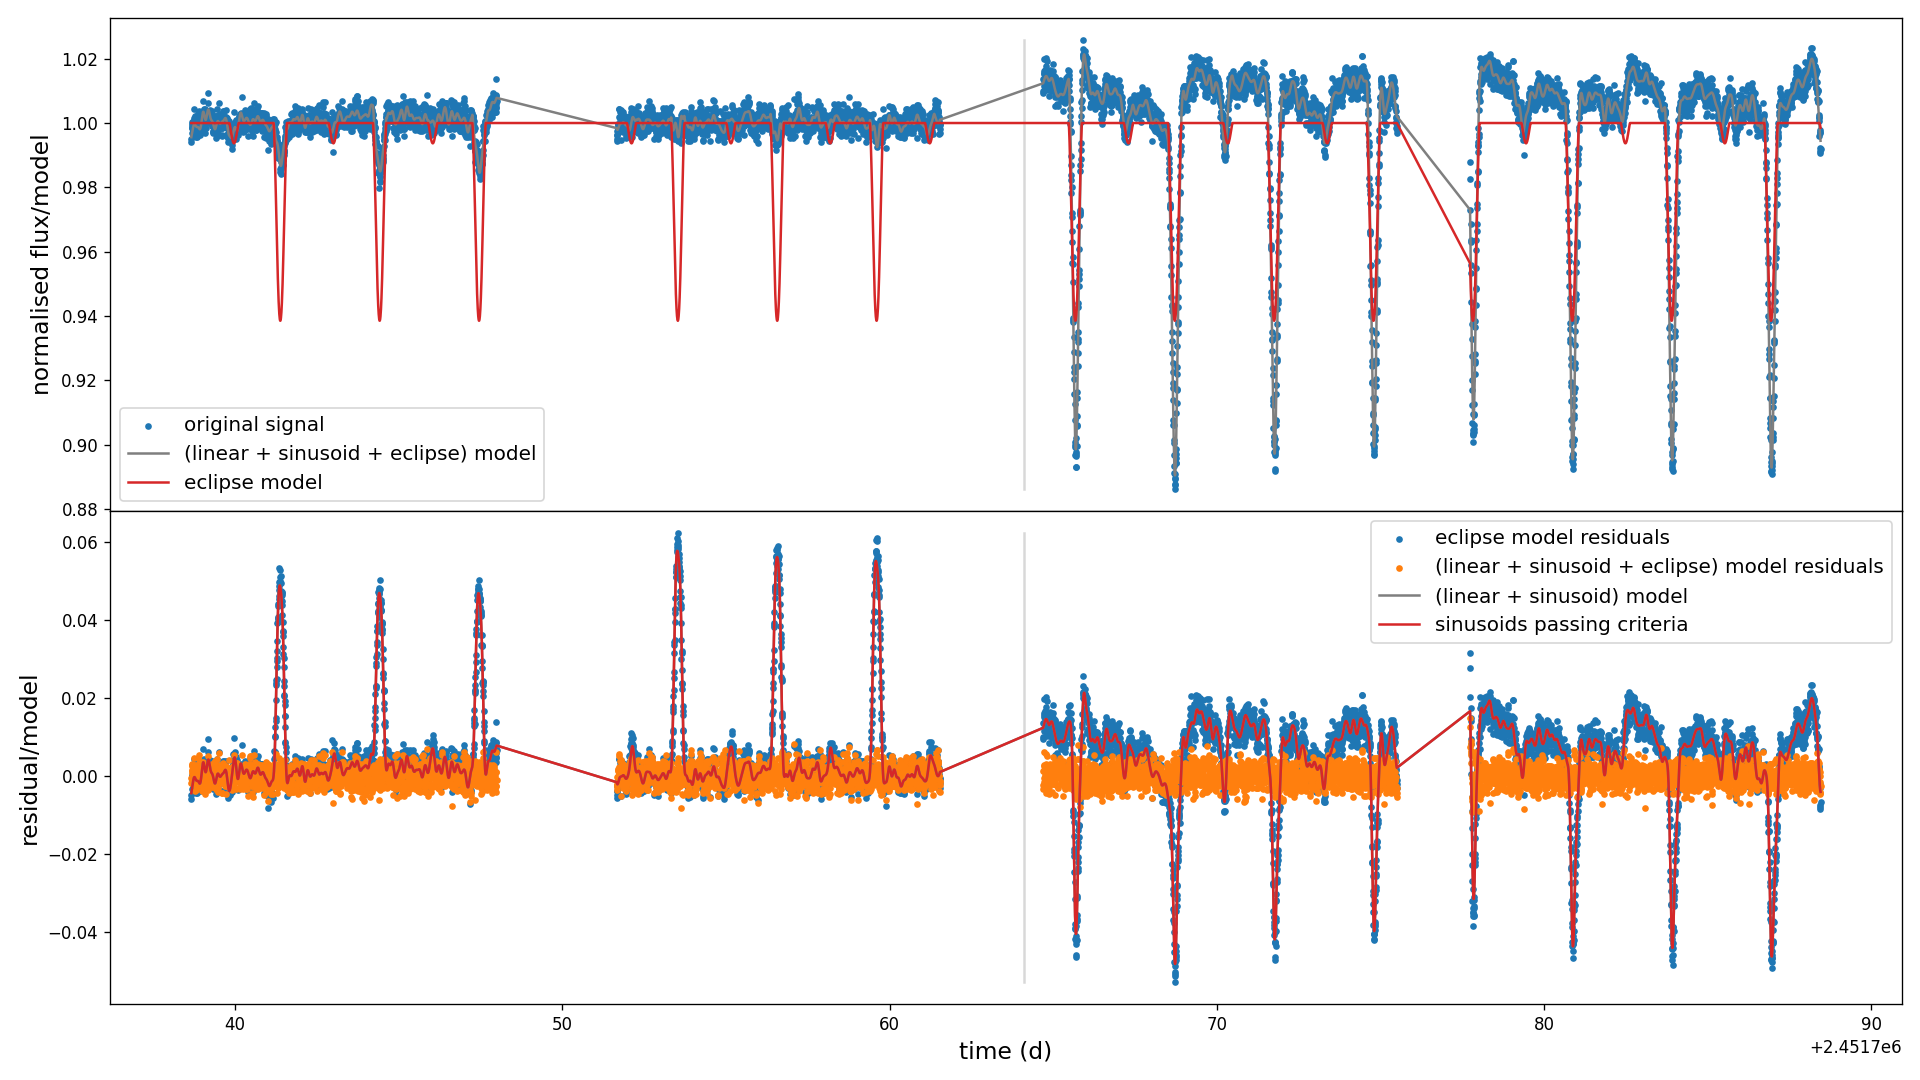 normalised flux/model
1.02
1.00
0.98
0.96
0.94
0.92
0.90
0.88
original signal
(linear + sinusoid + eclipse) model
eclipse model
residual/model
0.06
0.04
0.02
0.00
−0.02
−0.04
eclipse model residuals
(linear + sinusoid + eclipse) model residuals
(linear + sinusoid) model
sinusoids passing criteria
40
50
60
70
80
90
time (d)
+2.4517e6